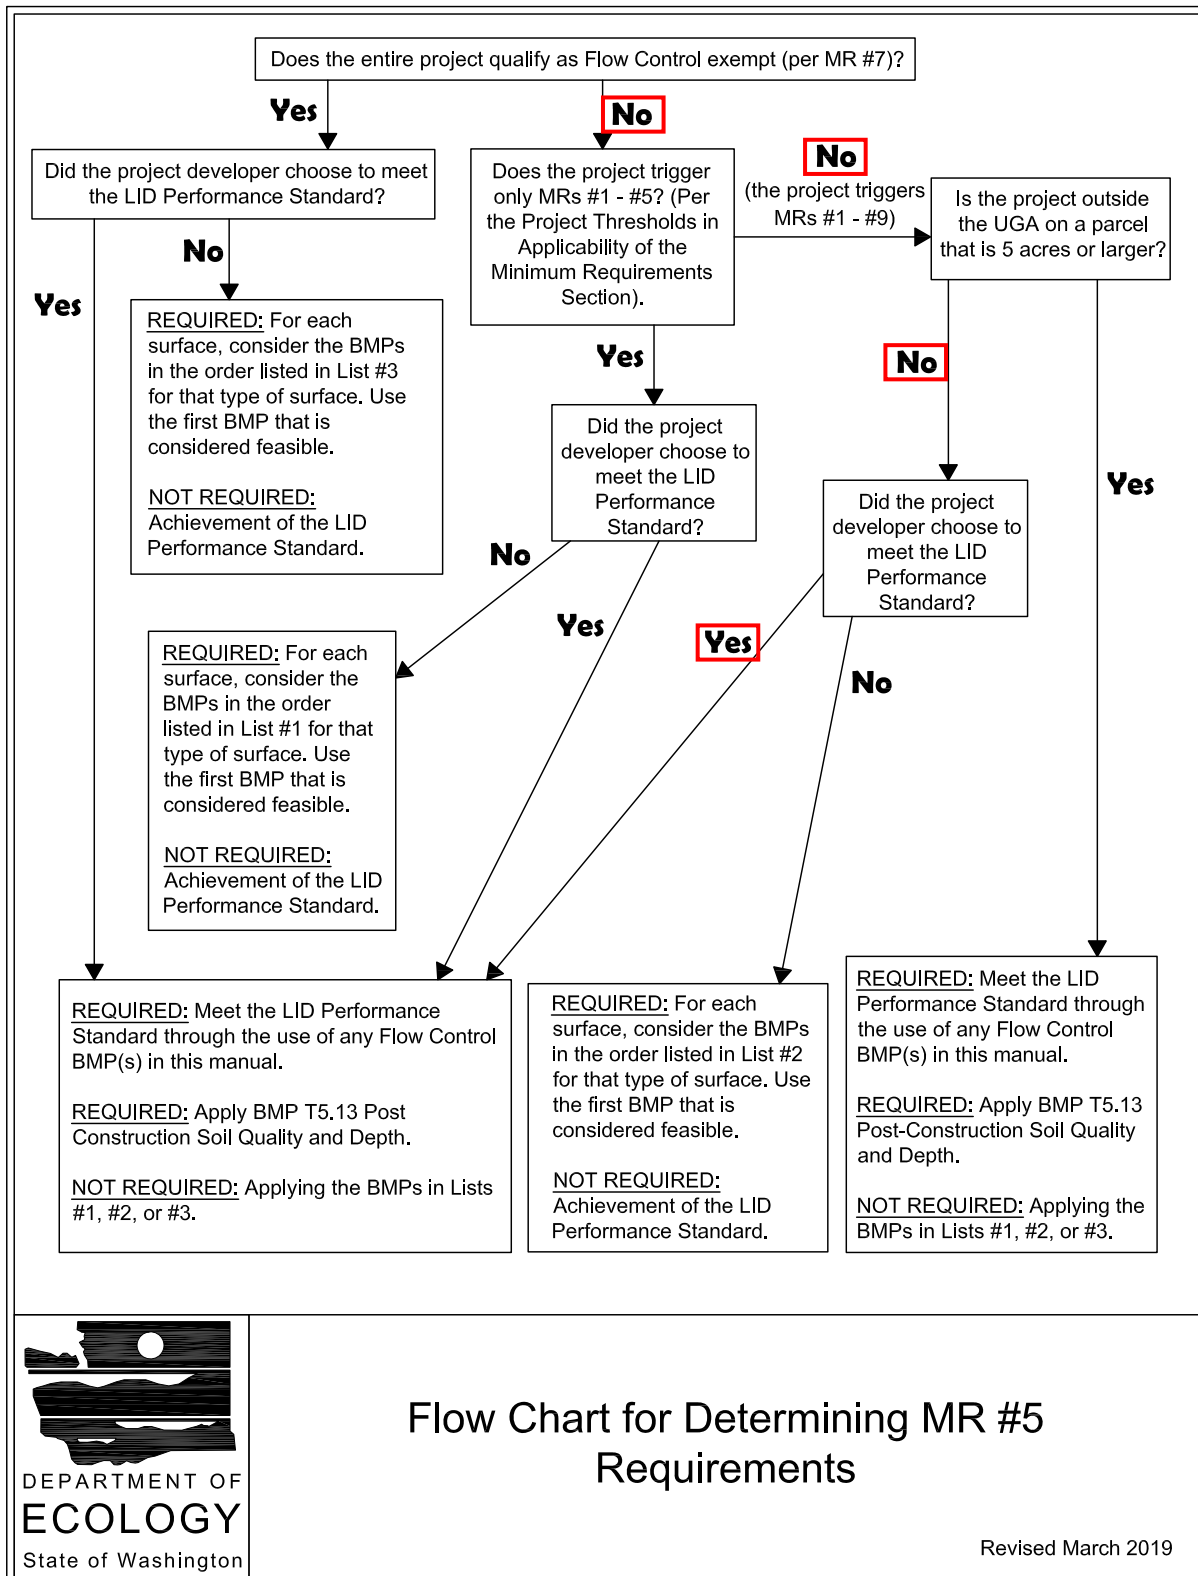 Does the entire project qualify as Flow Control exempt (per MR #7)?
Yes
No
Did the project developer choose to meet
the LID Performance Standard?
Does the project trigger
only MRs #1 - #5? (Per
the Project Thresholds in
Applicability of the
Minimum Requirements
Section).
No
(the project triggers
MRs #1 - #9)
Is the project outside
the UGA on a parcel
that is 5 acres or larger?
No
Yes
REQUIRED: For each
surface, consider the BMPs
in the order listed in List #3
for that type of surface. Use
the first BMP that is
considered feasible.
NOT REQUIRED:
Achievement of the LID
Performance Standard.
Yes
No
Yes
Did the project
developer choose to
meet the LID
Performance
Standard?
Did the project
developer choose to
meet the LID
Performance
Standard?
No
Yes
Yes
No
REQUIRED: For each
surface, consider the
BMPs in the order
listed in List #1 for that
type of surface. Use
the first BMP that is
considered feasible.
NOT REQUIRED:
Achievement of the LID
Performance Standard.
REQUIRED: Meet the LID Performance
Standard through the use of any Flow Control
BMP(s) in this manual.
REQUIRED: Apply BMP T5.13 Post
Construction Soil Quality and Depth.
NOT REQUIRED: Applying the BMPs in Lists
#1, #2, or #3.
REQUIRED: For each
surface, consider the BMPs
in the order listed in List #2
for that type of surface. Use
the first BMP that is
considered feasible.
NOT REQUIRED:
Achievement of the LID
Performance Standard.
REQUIRED: Meet the LID
Performance Standard through
the use of any Flow Control
BMP(s) in this manual.
REQUIRED: Apply BMP T5.13
Post-Construction Soil Quality
and Depth.
NOT REQUIRED: Applying the
BMPs in Lists #1, #2, or #3.
DEPARTMENT OF
ECOLOGY
State of Washington
Flow Chart for Determining MR #5
Requirements
Revised March 2019